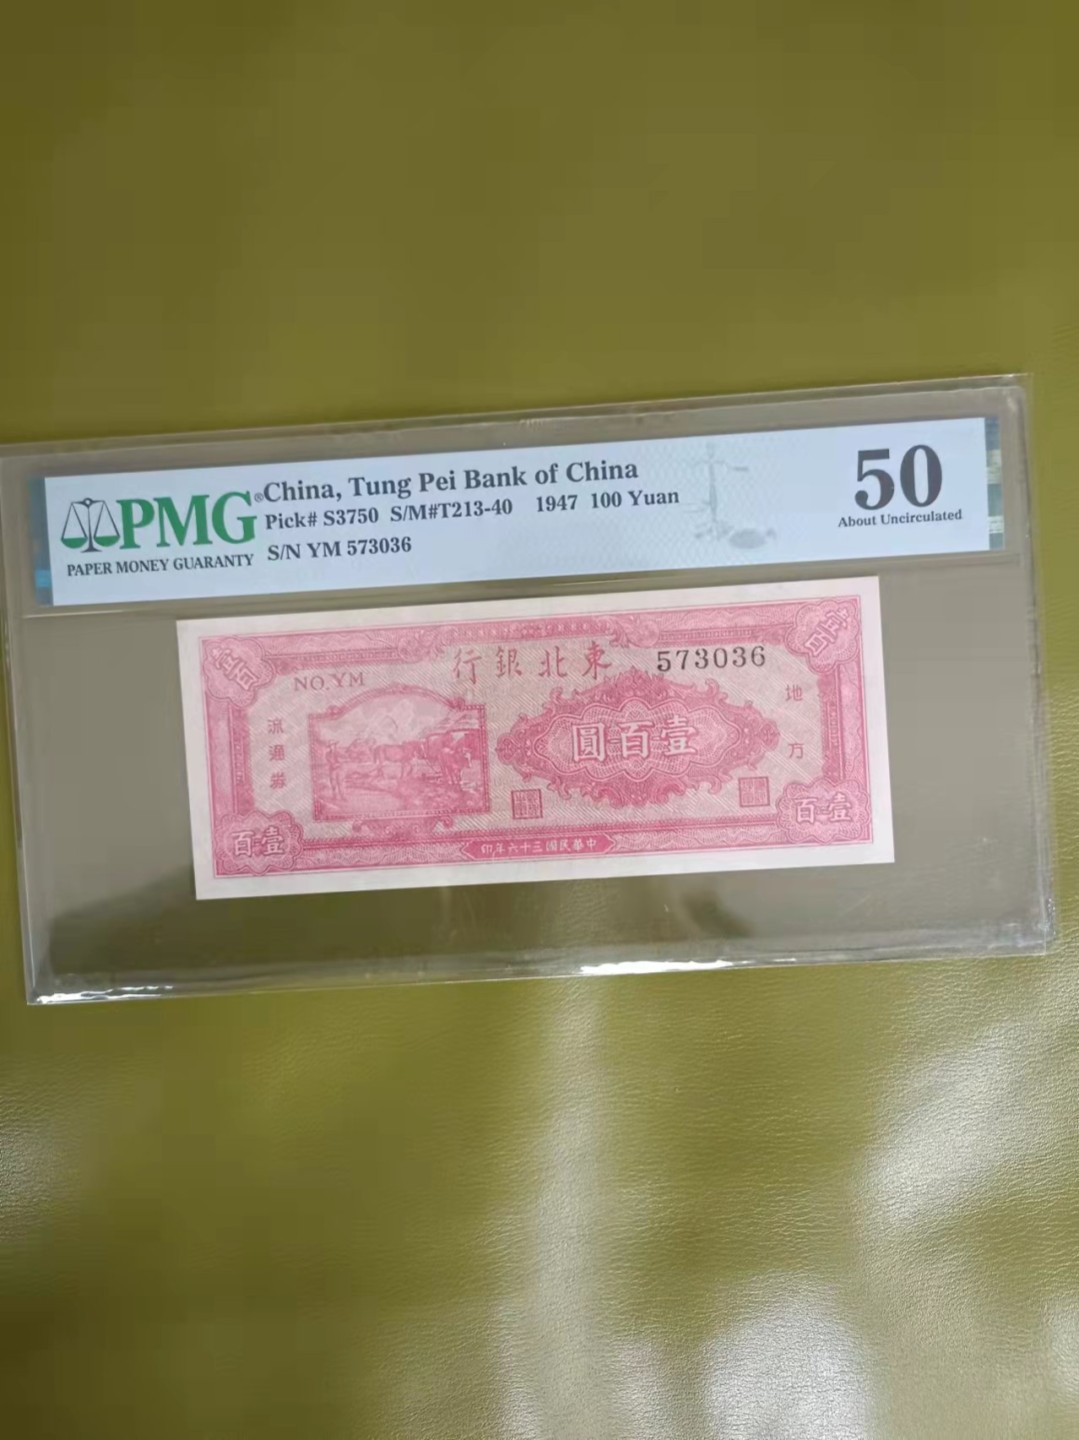 PMG®
PAPER MONEY GUARANTY
China, Tung Pei Bank of China
Pick# S3750 S/M#T213-40 1947 100 Yuan
S/N YM 573036
50
About Uncirculated
行銀北東
573036
NO.YM
地方
流通券
圓百壹
百壹
百壹
印年六十三國民華中